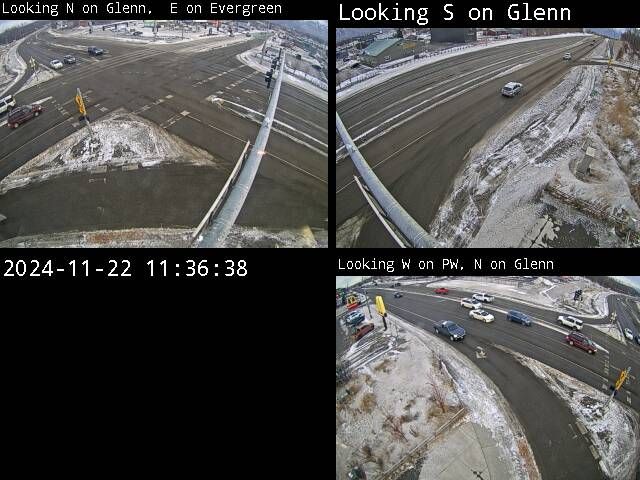 Looking N on Glenn,  E on Evergreen
Looking S on Glenn
2024-11-22 11:36:38
Looking W on PW, N on Glenn